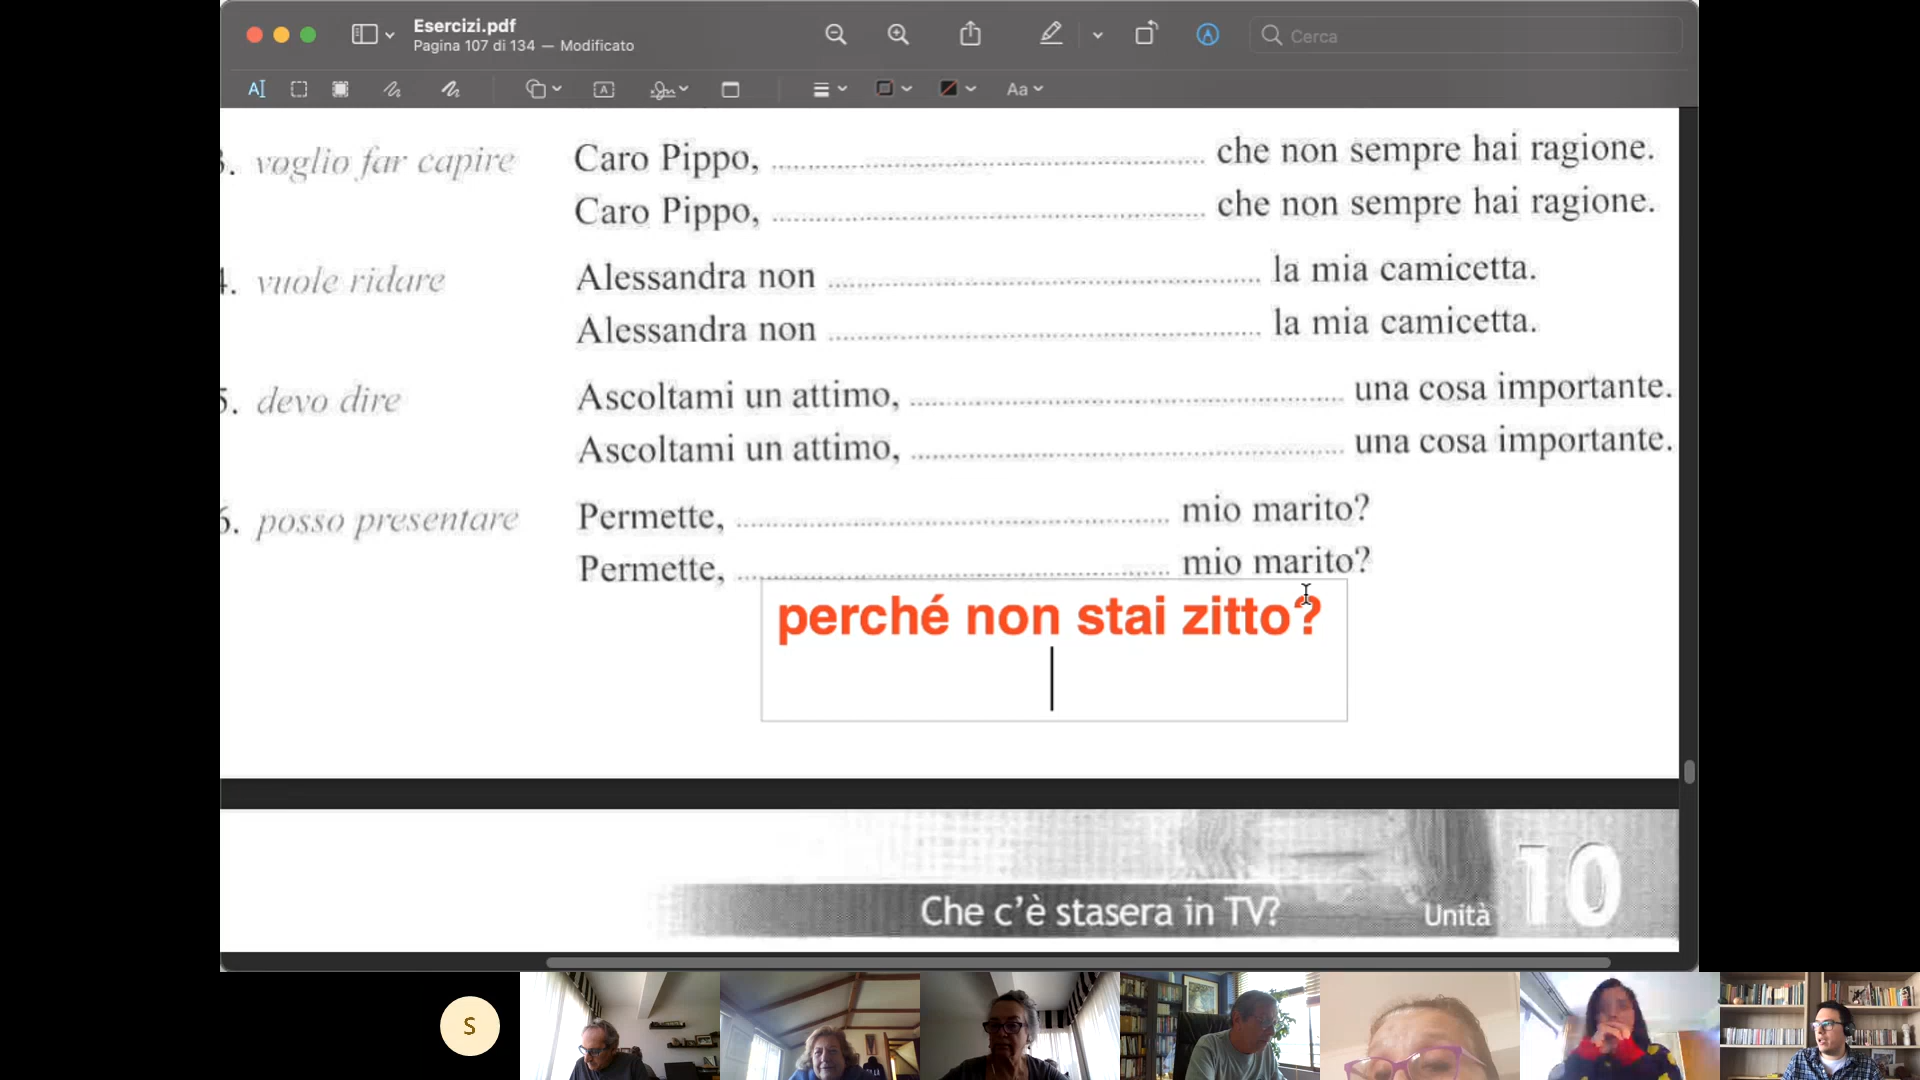 Esercizi.pdf
Pagina 107 di 134 — Modificato
Cerca
Aa
3. voglio far capire Caro Pippo, che non sempre hai ragione.
Caro Pippo, che non sempre hai ragione.
4. vuole ridare Alessandra non la mia camicetta.
Alessandra non la mia camicetta.
5. devo dire Ascoltami un attimo, una cosa importante.
Ascoltami un attimo, una cosa importante.
6. posso presentare Permette, mio marito?
Permette, mio marito?
perché non stai zitto?
Che c'è stasera in TV? Unità 10
S